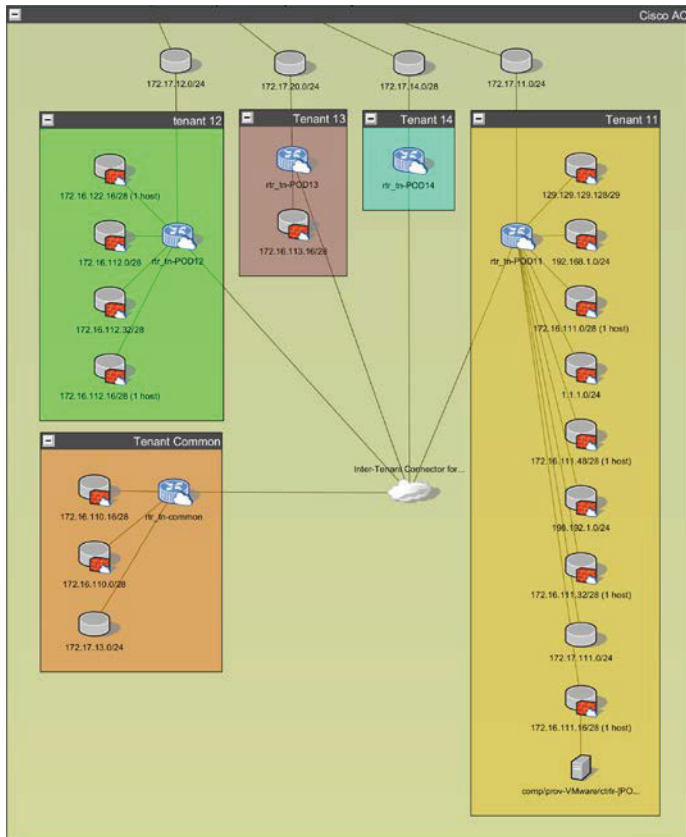 Cisco AC
172.17.12.0/24
172.17.20.0/24
172.17.14.0/28
172.17.11.0/24
tenant 12
172.16.122.16/28 (1 host)
172.16.112.0/28
rtr_tn-POD12
172.16.112.32/28
172.16.112.16/28 (1 host)
Tenant 13
rtr_tn-POD13
172.16.113.16/28
Tenant 14
rtr_tn-POD14
Tenant 11
129.129.129.128/29
rtr_tn-POD11
192.168.1.0/24
172.16.111.0/28 (1 host)
1.1.1.0/24
172.16.111.48/28 (1 host)
198.192.1.0/24
172.16.111.32/28 (1 host)
172.17.111.0/24
172.16.111.16/28 (1 host)
Tenant Common
172.16.110.16/28
rtr_tn-common
172.16.110.0/28
172.17.13.0/24
Inter-Tenant Connector for...